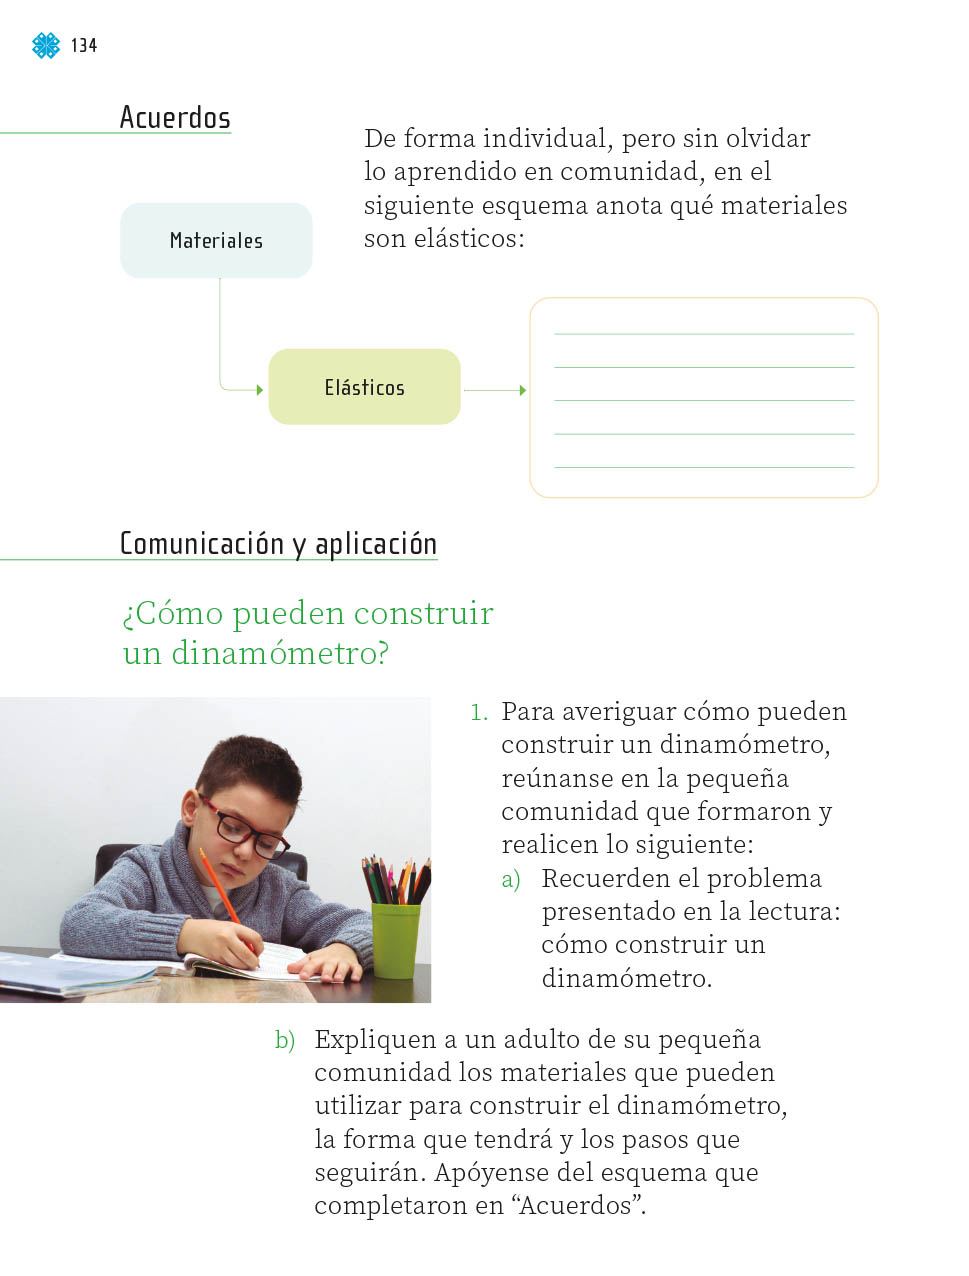 134
Acuerdos
De forma individual, pero sin olvidar
lo aprendido en comunidad, en el
siguiente esquema anota qué materiales
son elásticos:
Materiales
Elásticos
Comunicación y aplicación
¿Cómo pueden construir
un dinamómetro?
1. Para averiguar cómo pueden
construir un dinamómetro,
reúnanse en la pequeña
comunidad que formaron y
realicen lo siguiente:
a) Recuerden el problema
presentado en la lectura:
cómo construir un
dinamómetro.
b) Expliquen a un adulto de su pequeña
comunidad los materiales que pueden
utilizar para construir el dinamómetro,
la forma que tendrá y los pasos que
seguirán. Apóyense del esquema que
completaron en “Acuerdos”.